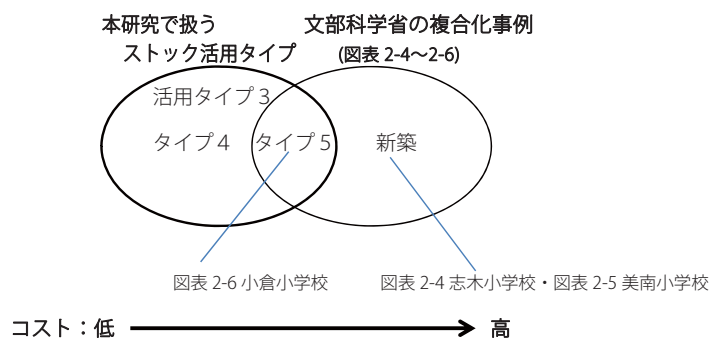 本研究で扱う
ストック活用タイプ
文部科学省の複合化事例
(図表 2-4～2-6)
活用タイプ 3
タイプ 4
タイプ 5
新築
図表 2-6 小倉小学校
図表 2-4 志木小学校・図表 2-5 美南小学校
コスト：低
高